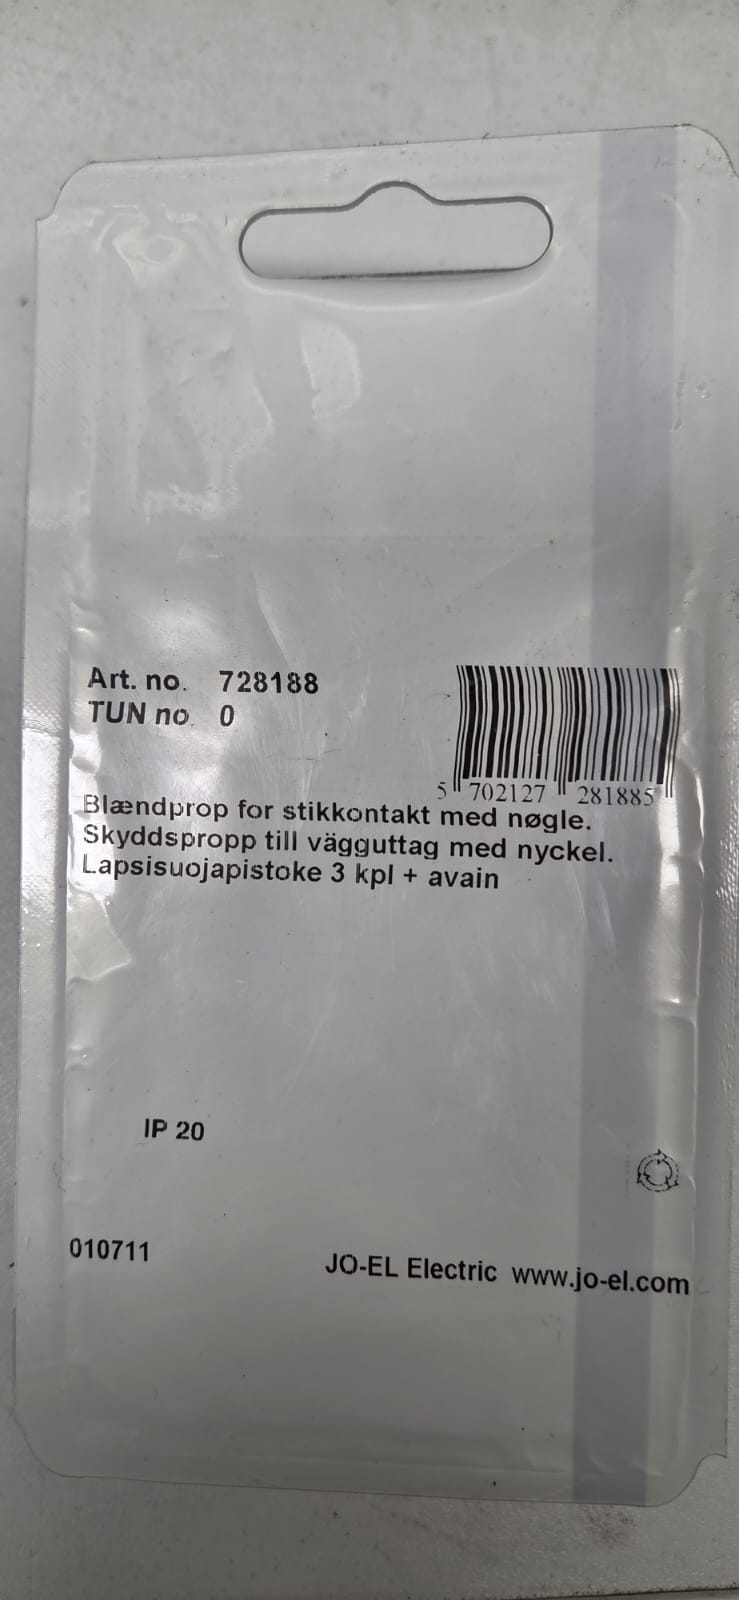 Art. no. 728188
TUN no. 0
5 702127 281885
Blændprop for stikkontakt med nøgle.
Skyddspropp till vägguttag med nyckel.
Lapsisuojapistoke 3 kpl + avain
IP 20
010711
JO-EL Electric www.jo-el.com